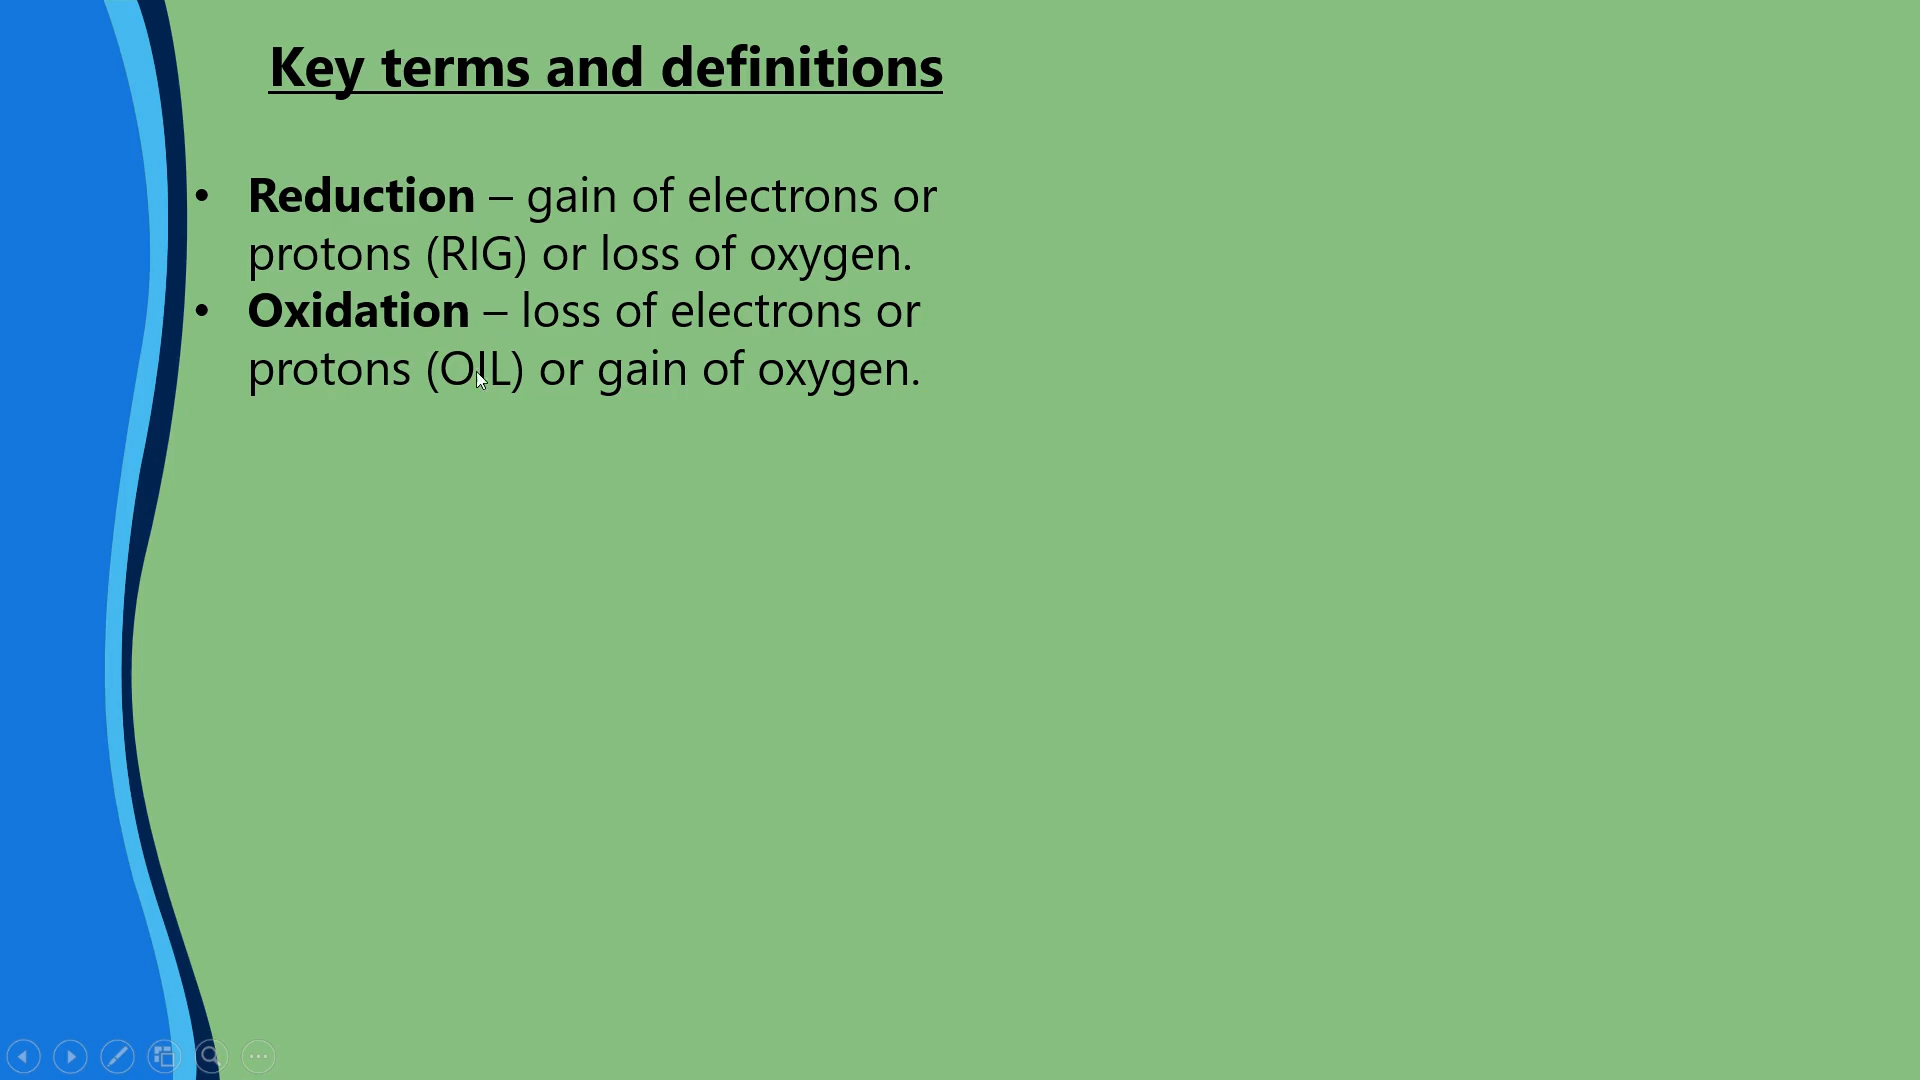 Key terms and definitions
• Reduction – gain of electrons or
protons (RIG) or loss of oxygen.
• Oxidation – loss of electrons or
protons (OIL) or gain of oxygen.